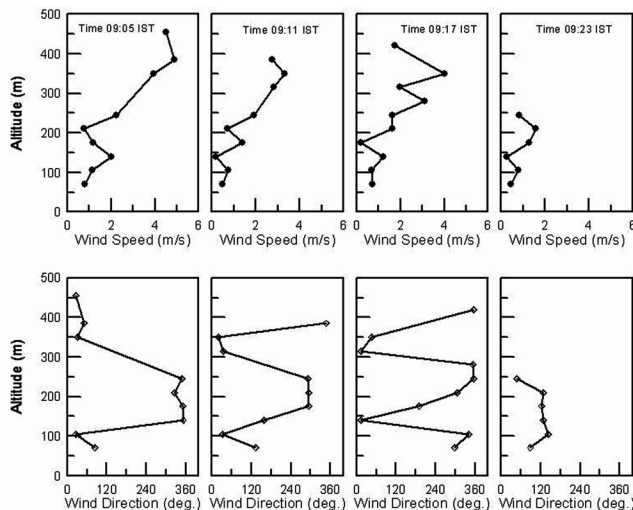 Time 09:05 IST
Time 09:11 IST
Time 09:17 IST
Time 09:23 IST
Altitude (m)
500
400
300
200
100
0
0 2 4 6
0 2 4 6
0 2 4 6
0 2 4 6
Wind Speed (m/s)
Wind Speed (m/s)
Wind Speed (m/s)
Wind Speed (m/s)
Altitude (m)
500
400
300
200
100
0
0 120 240 360
0 120 240 360
0 120 240 360
0 120 240 360
Wind Direction (deg.)
Wind Direction (deg.)
Wind Direction (deg.)
Wind Direction (deg.)